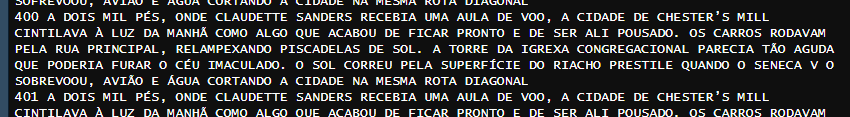 SOBREVOOU, AVIÃO E ÁGUA CORTANDO A CIDADE NA MESMA ROTA DIAGONAL
400 A DOIS MIL PÉS, ONDE CLAUDETTE SANDERS RECEBIA UMA AULA DE VOO, A CIDADE DE CHESTER'S MILL
CINTILAVA À LUZ DA MANHÃ COMO ALGO QUE ACABOU DE FICAR PRONTO E DE SER ALI POUSADO. OS CARROS RODAVAM
PELA RUA PRINCIPAL, RELAMPEXANDO PISCADELAS DE SOL. A TORRE DA IGREXA CONGREGACIONAL PARECIA TÃO AGUDA
QUE PODERIA FURAR O CÉU IMACULADO. O SOL CORREU PELA SUPERFÍCIE DO RIACHO PRESTILE QUANDO O SENECA V O
SOBREVOOU, AVIÃO E ÁGUA CORTANDO A CIDADE NA MESMA ROTA DIAGONAL
401 A DOIS MIL PÉS, ONDE CLAUDETTE SANDERS RECEBIA UMA AULA DE VOO, A CIDADE DE CHESTER'S MILL
CINTILAVA À LUZ DA MANHÃ COMO ALGO QUE ACABOU DE FICAR PRONTO E DE SER ALI POUSADO. OS CARROS RODAVAM